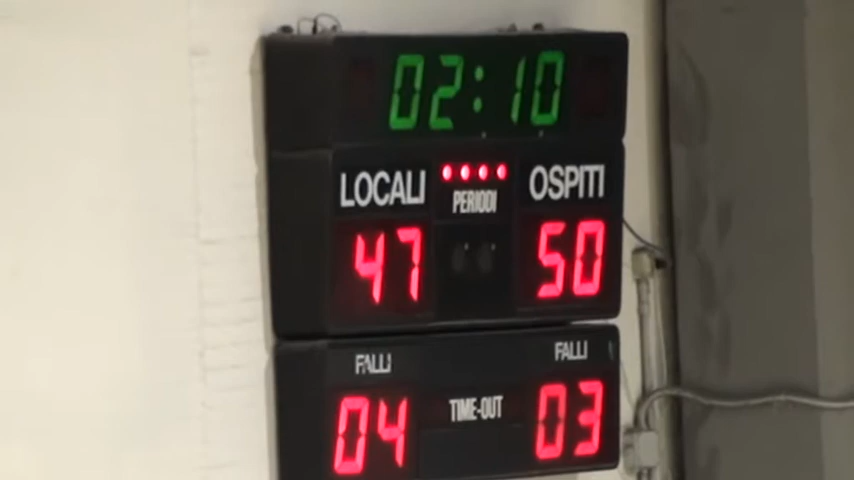 02:10
LOCALI PERIODI OSPITI
47 50
FALLI FALLI
04 TIME-OUT 03